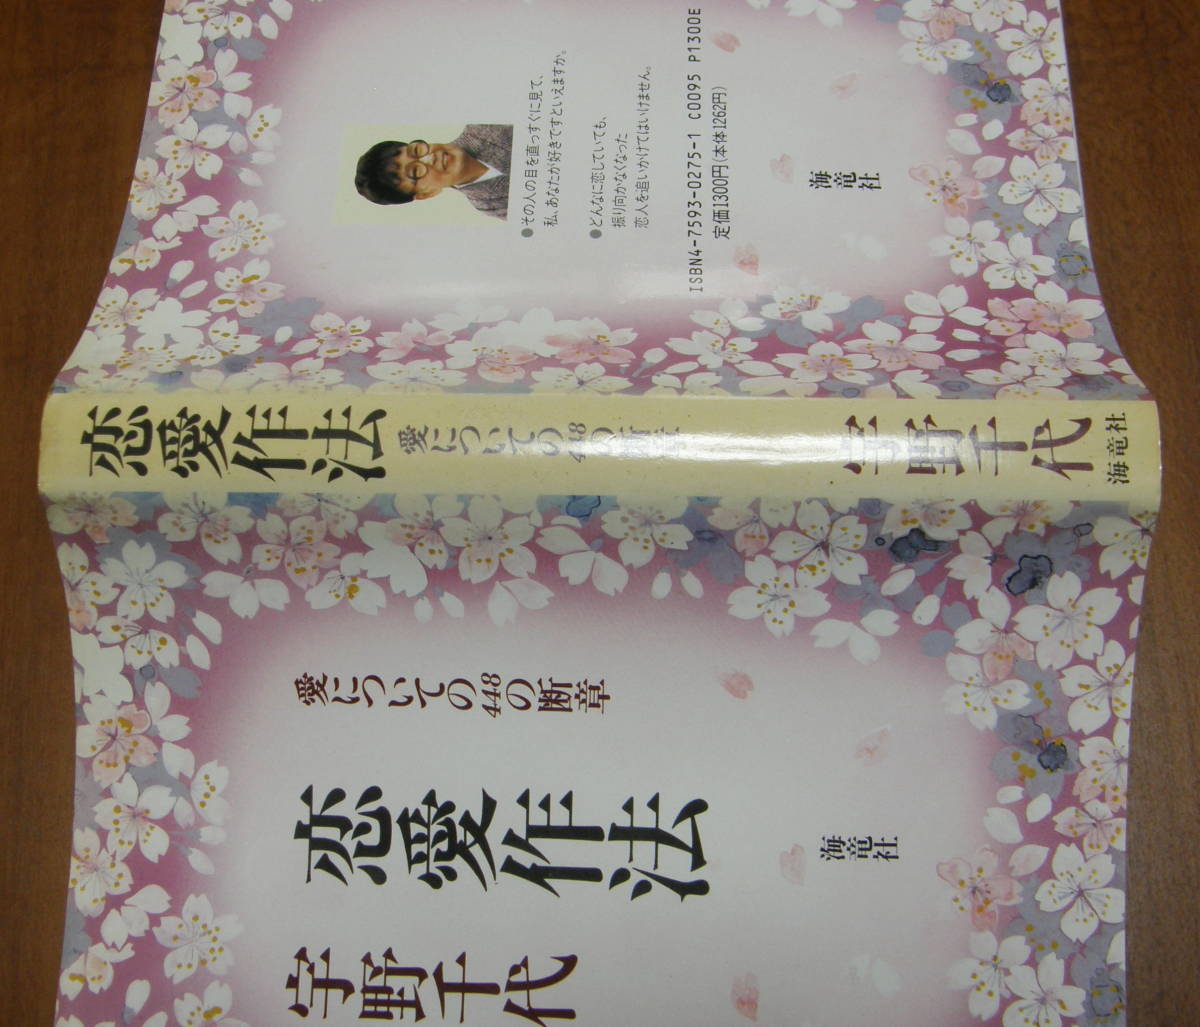 ●その人の目を直っすぐに見て、
私、あなたが好きですといえますか。
●どんなに恋していても、
振り向かなくなった
恋人を追いかけてはいけません。
ISBN4-7593-0275-1 C0095 P1300E
定価1300円(本体1262円)
海竜社
恋愛作法 愛についての448の断章 宇野千代 海竜社
愛についての448の断章
恋愛作法
宇野千代
海竜社